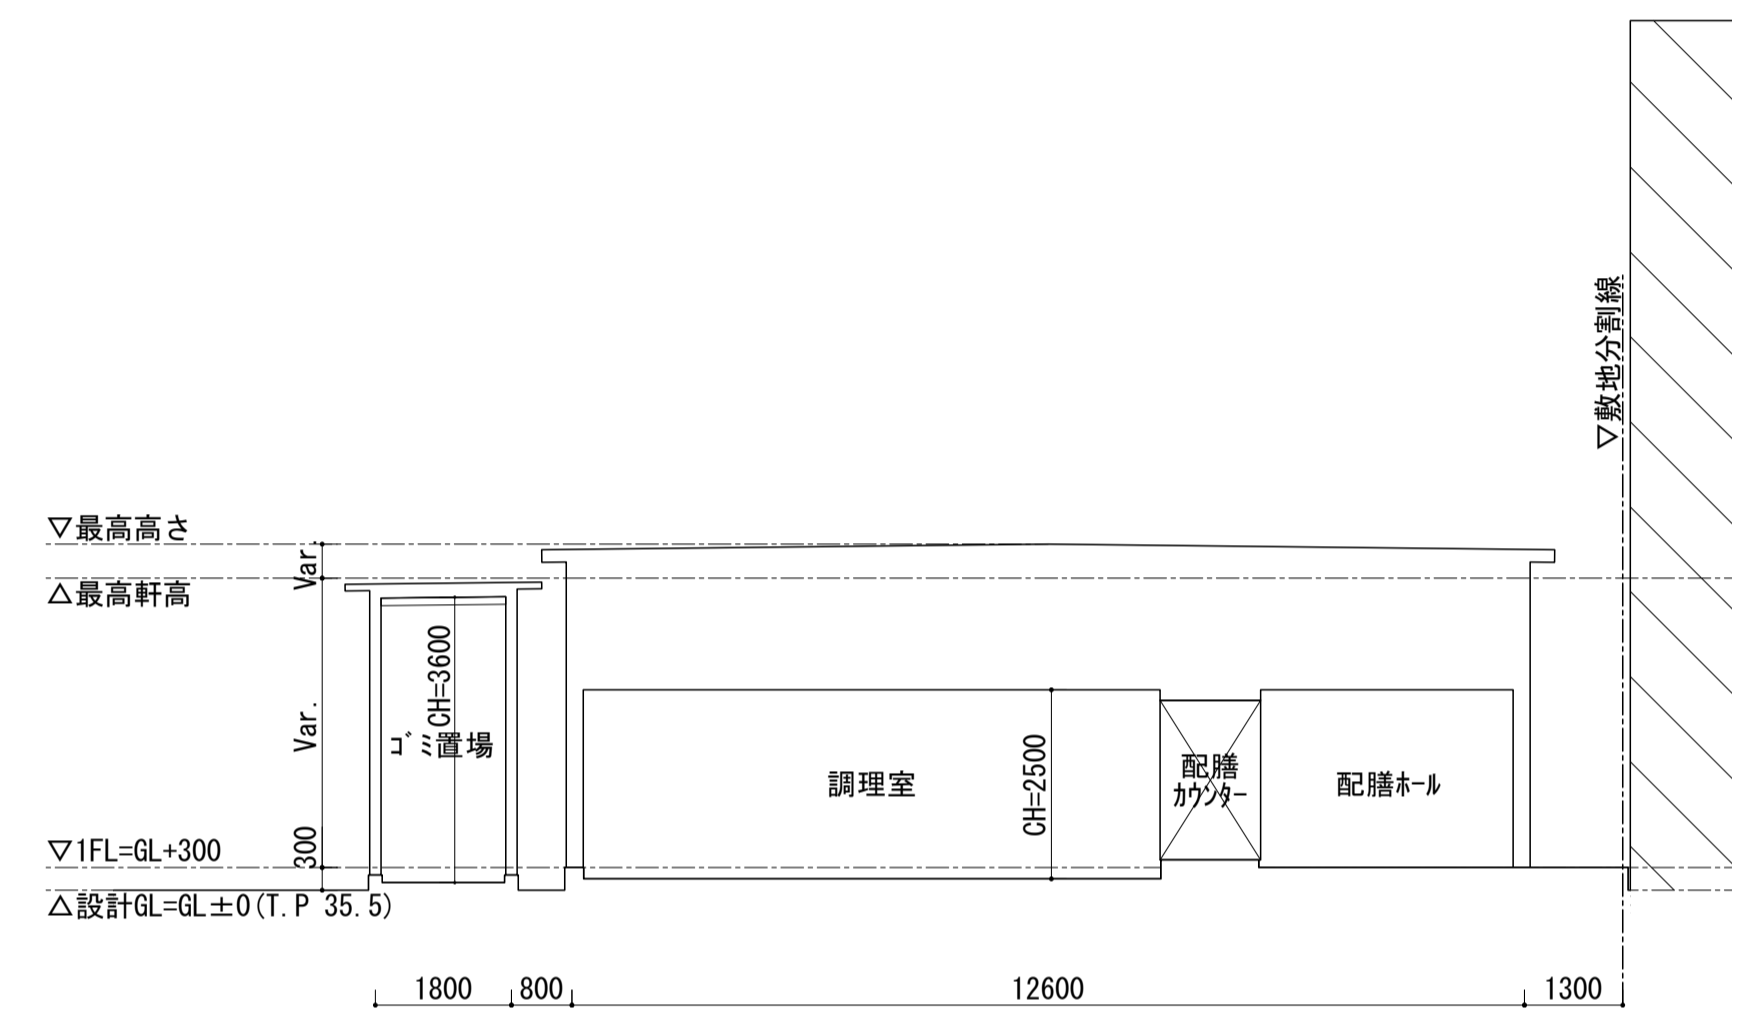 ▽敷地分割線
▽最高高さ
Var.
△最高軒高
CH=3600
Var.
ｺﾞﾐ置場
調理室
CH=2500
配膳
ｶｳﾝﾀｰ
配膳ﾎｰﾙ
▽1FL=GL+300
300
△設計GL=GL±0(T.P 35.5)
1800
800
12600
1300